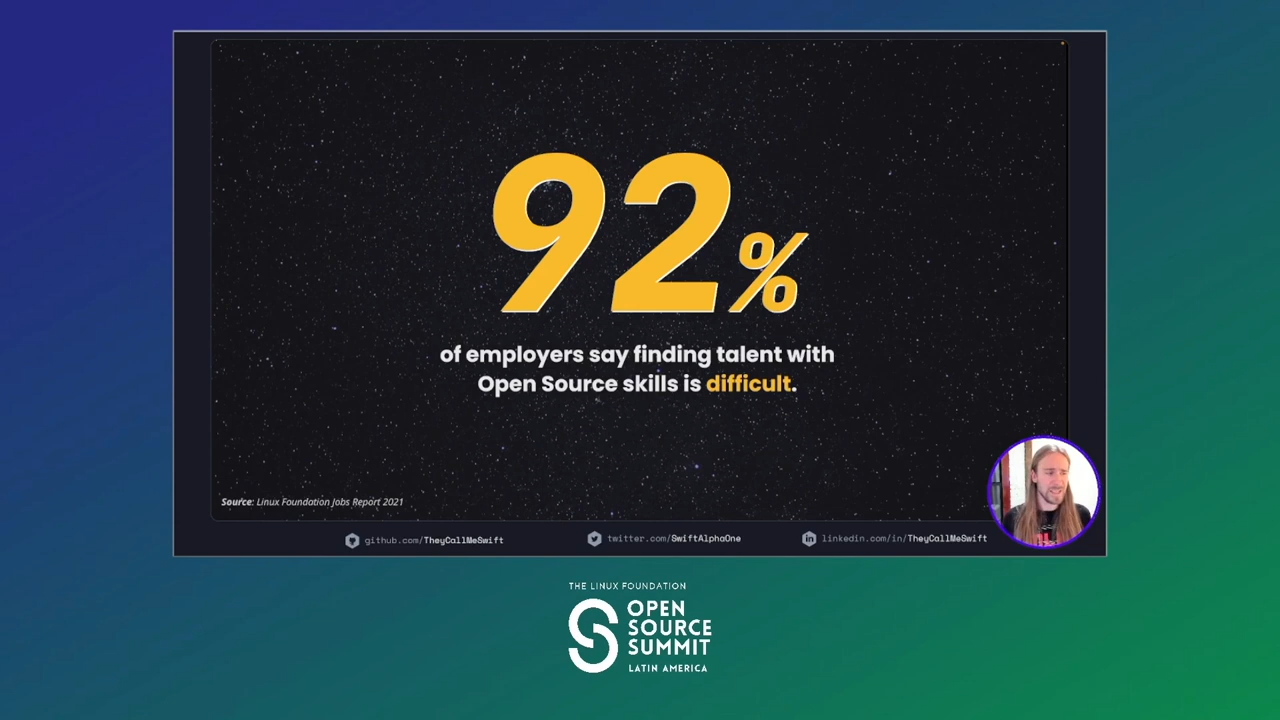 92%
of employers say finding talent with
Open Source skills is difficult.
Source: Linux Foundation Jobs Report 2021
github.com/TheyCallMeSwift
twitter.com/SwiftAlphaOne
linkedin.com/in/TheyCallMeSwift
THE LINUX FOUNDATION
OPEN
SOURCE
SUMMIT
LATIN AMERICA